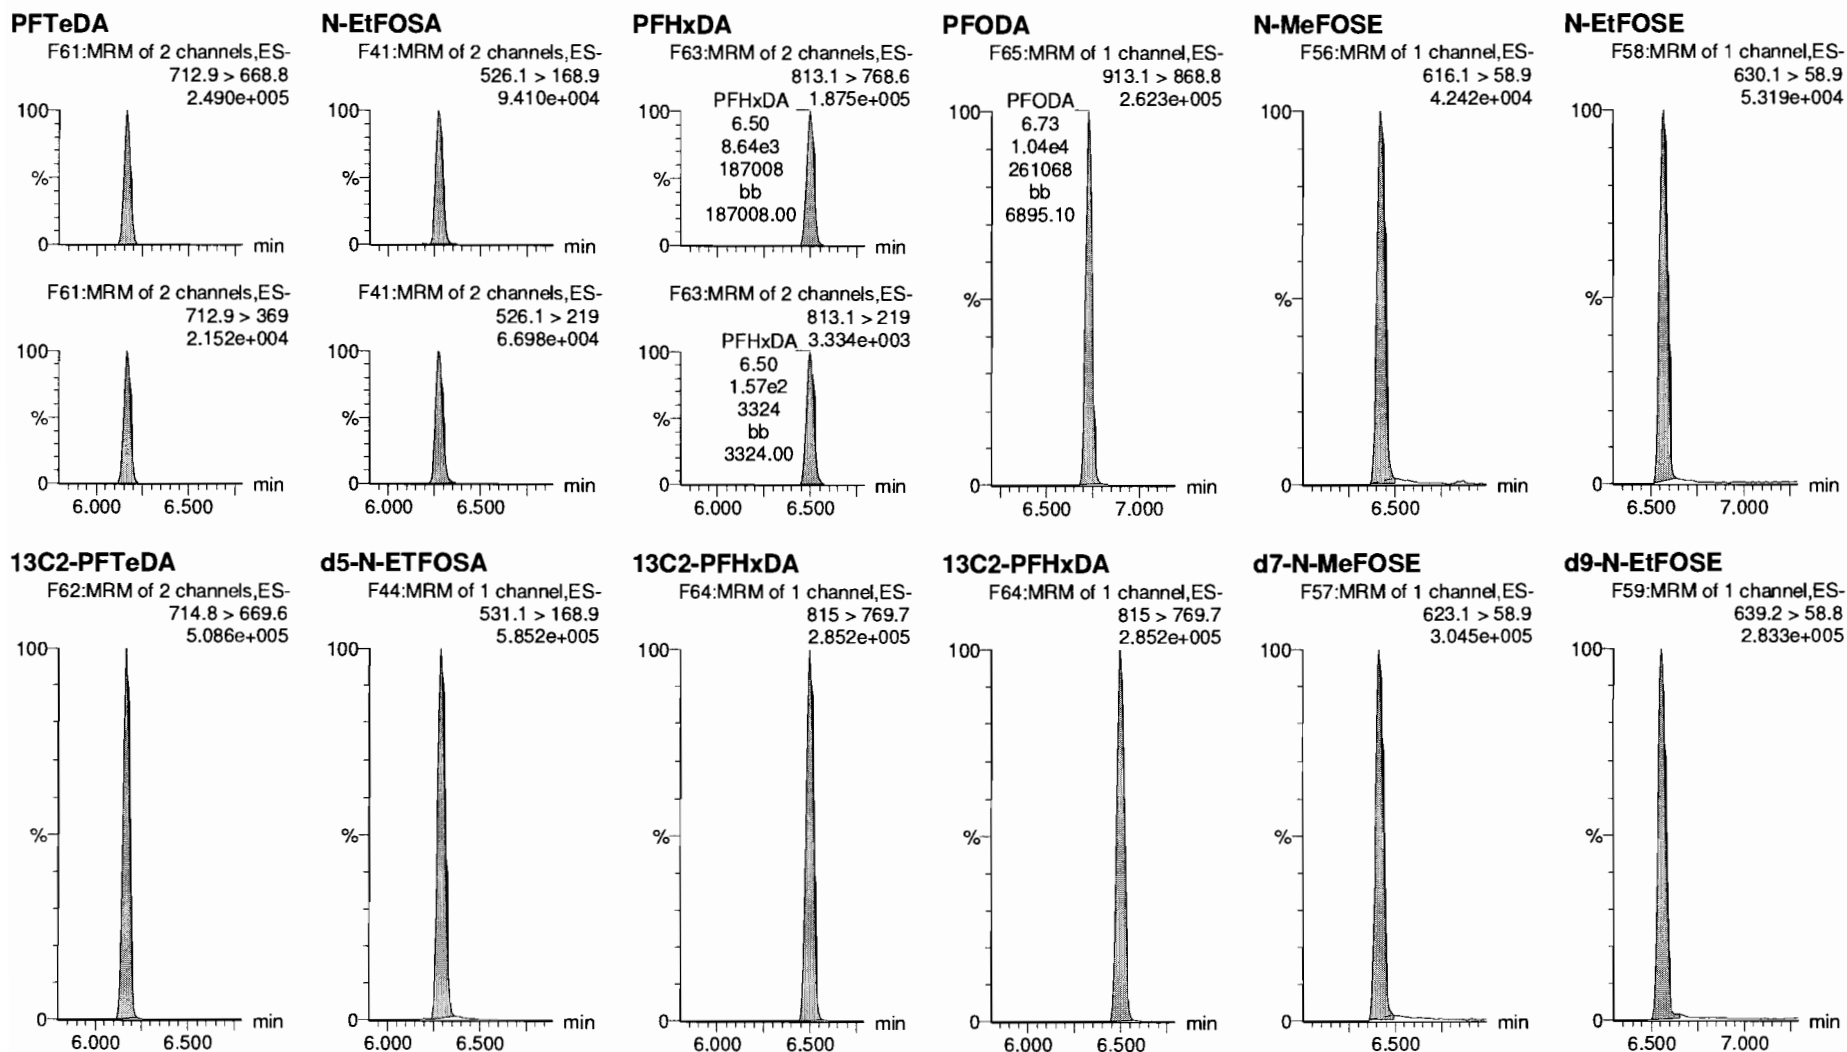 PFTeDA
F61:MRM of 2 channels,ES-
712.9 > 668.8
2.490e+005
100
%
0
min
F61:MRM of 2 channels,ES-
712.9 > 369
2.152e+004
100
%
0
min
6.000 6.500
N-EtFOSA
F41:MRM of 2 channels,ES-
526.1 > 168.9
9.410e+004
100
%
0
min
F41:MRM of 2 channels,ES-
526.1 > 219
6.698e+004
100
%
0
min
6.000 6.500
PFHxDA
F63:MRM of 2 channels,ES-
813.1 > 768.6
PFHxDA 1.875e+005
100
6.50
8.64e3
%
187008
bb
187008.00
0
min
F63:MRM of 2 channels,ES-
813.1 > 219
PFHxDA 3.334e+003
100
6.50
1.57e2
%
3324
bb
3324.00
0
min
6.000 6.500
PFODA
F65:MRM of 1 channel,ES-
913.1 > 868.8
PFODA 2.623e+005
100
6.73
1.04e4
261068
bb
6895.10
%
0
min
6.500 7.000
N-MeFOSE
F56:MRM of 1 channel,ES-
616.1 > 58.9
4.242e+004
100
%
0
min
6.500
N-EtFOSE
F58:MRM of 1 channel,ES-
630.1 > 58.9
5.319e+004
100
%
0
min
6.500 7.000
13C2-PFTeDA
F62:MRM of 2 channels,ES-
714.8 > 669.6
5.086e+005
100
%
0
min
6.000 6.500
d5-N-ETFOSA
F44:MRM of 1 channel,ES-
531.1 > 168.9
5.852e+005
100
%
0
min
6.000 6.500
13C2-PFHxDA
F64:MRM of 1 channel,ES-
815 > 769.7
2.852e+005
100
%
0
min
6.000 6.500
13C2-PFHxDA
F64:MRM of 1 channel,ES-
815 > 769.7
2.852e+005
100
%
0
min
6.000 6.500
d7-N-MeFOSE
F57:MRM of 1 channel,ES-
623.1 > 58.9
3.045e+005
100
%
0
min
6.500
d9-N-EtFOSE
F59:MRM of 1 channel,ES-
639.2 > 58.8
2.833e+005
100
%
0
min
6.500 7.000